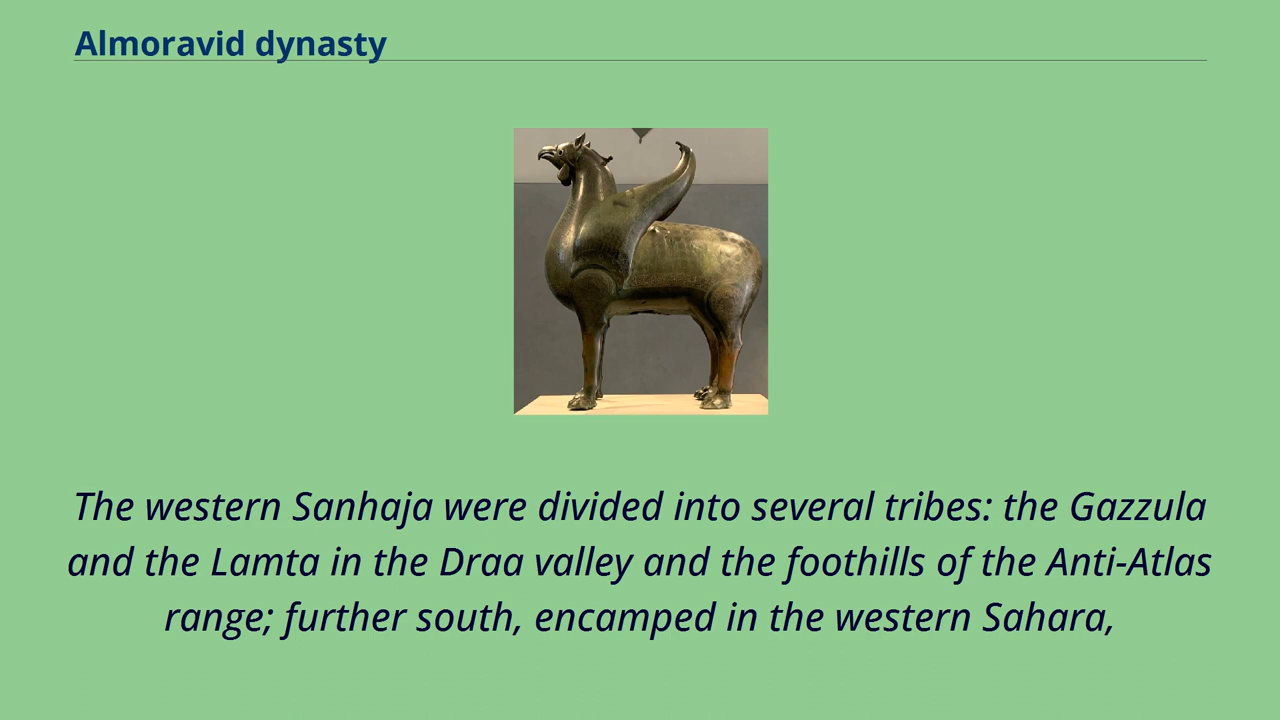 Almoravid dynasty
The western Sanhaja were divided into several tribes: the Gazzula
and the Lamta in the Draa valley and the foothills of the Anti-Atlas
range; further south, encamped in the western Sahara,